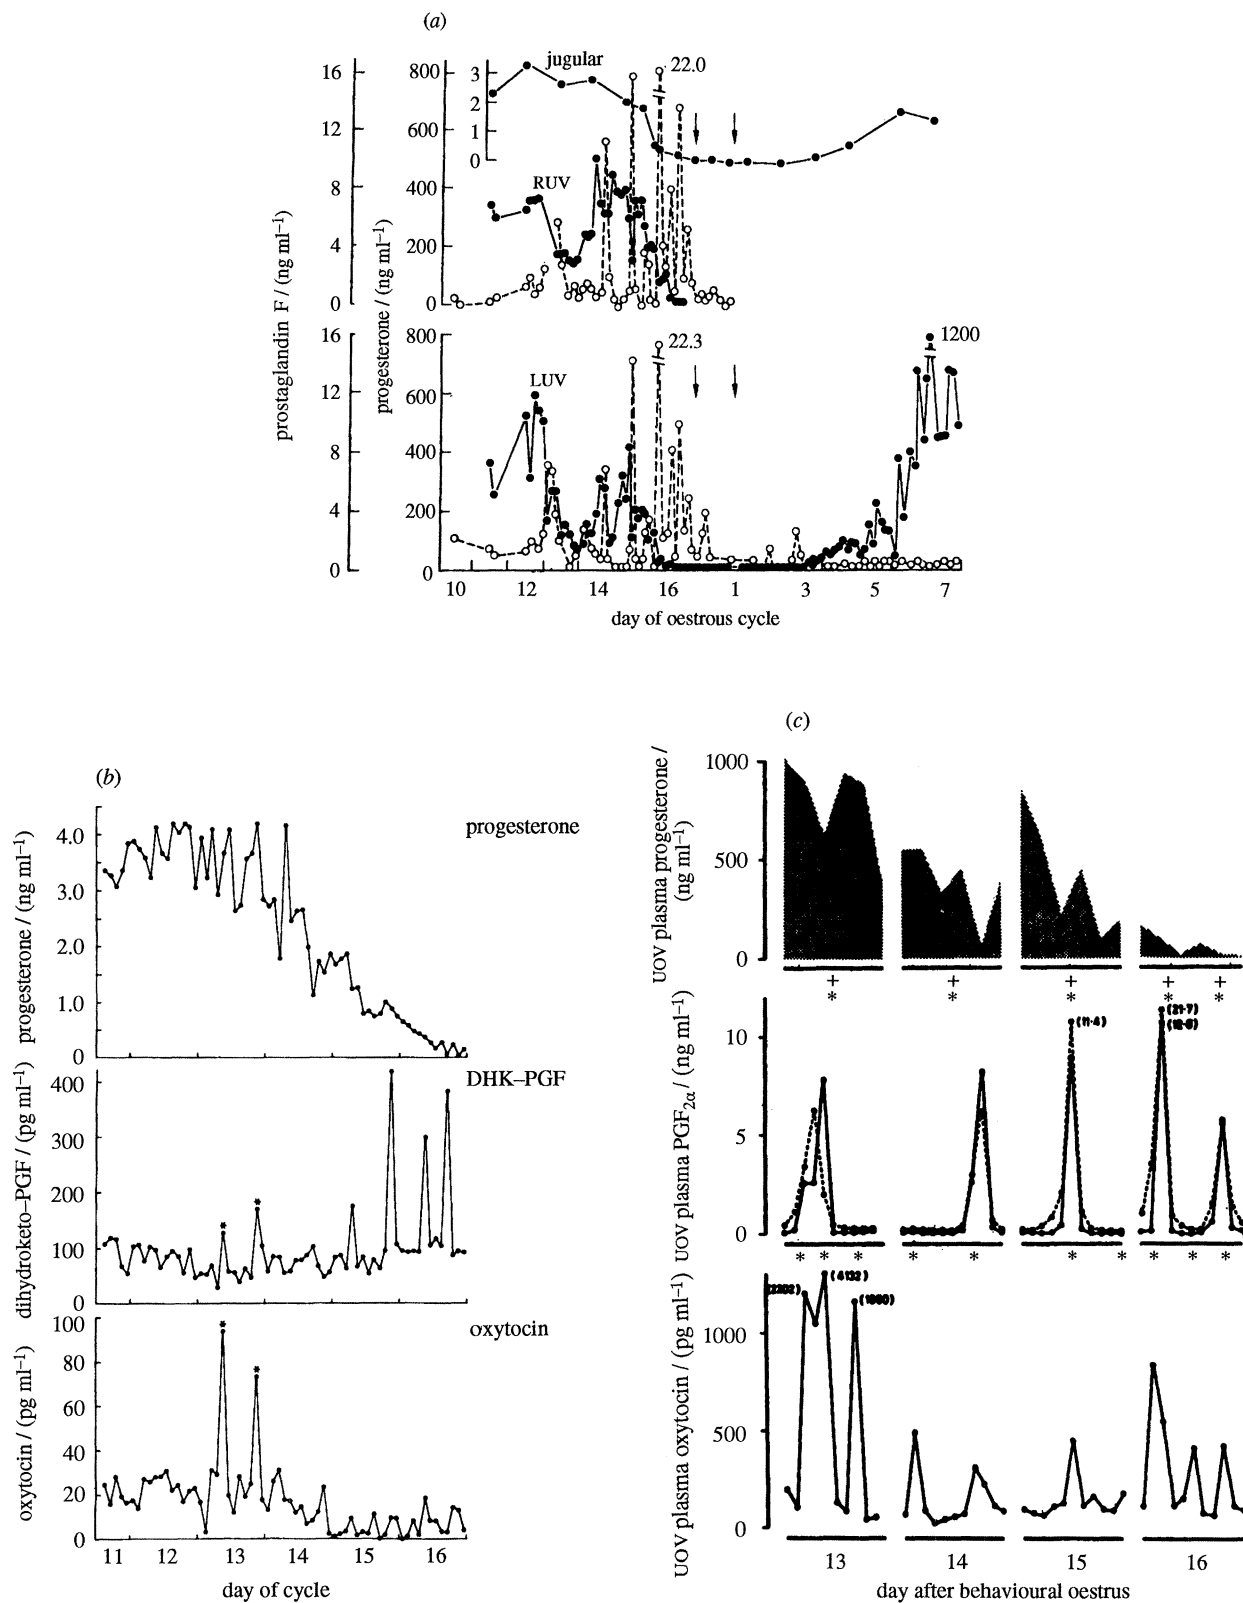 (a)
jugular
22.0
16
12
8
4
0
800
600
400
200
0
3
2
1
0
RUV
prostaglandin F / (ng ml⁻¹)
progesterone / (ng ml⁻¹)
16
12
8
4
0
800
600
400
200
0
LUV
22.3
1200
10 12 14 16 1 3 5 7
day of oestrous cycle
(b)
progesterone / (ng ml⁻¹)
4.0
3.0
2.0
1.0
0
progesterone
dihydroketo–PGF / (pg ml⁻¹)
400
300
200
100
0
DHK–PGF
* *
oxytocin / (pg ml⁻¹)
100
80
60
40
20
0
oxytocin
* *
11 12 13 14 15 16
day of cycle
(c)
UOV plasma progesterone /
(ng ml⁻¹)
1000
500
0
+ + + + +
* * * * *
UOV plasma PGF₂α / (ng ml⁻¹)
10
5
0
(11·4)
(21·7)
* * * * * * * * * *
UOV plasma oxytocin / (pg ml⁻¹)
1000
500
0
(4132)
13 14 15 16
day after behavioural oestrus